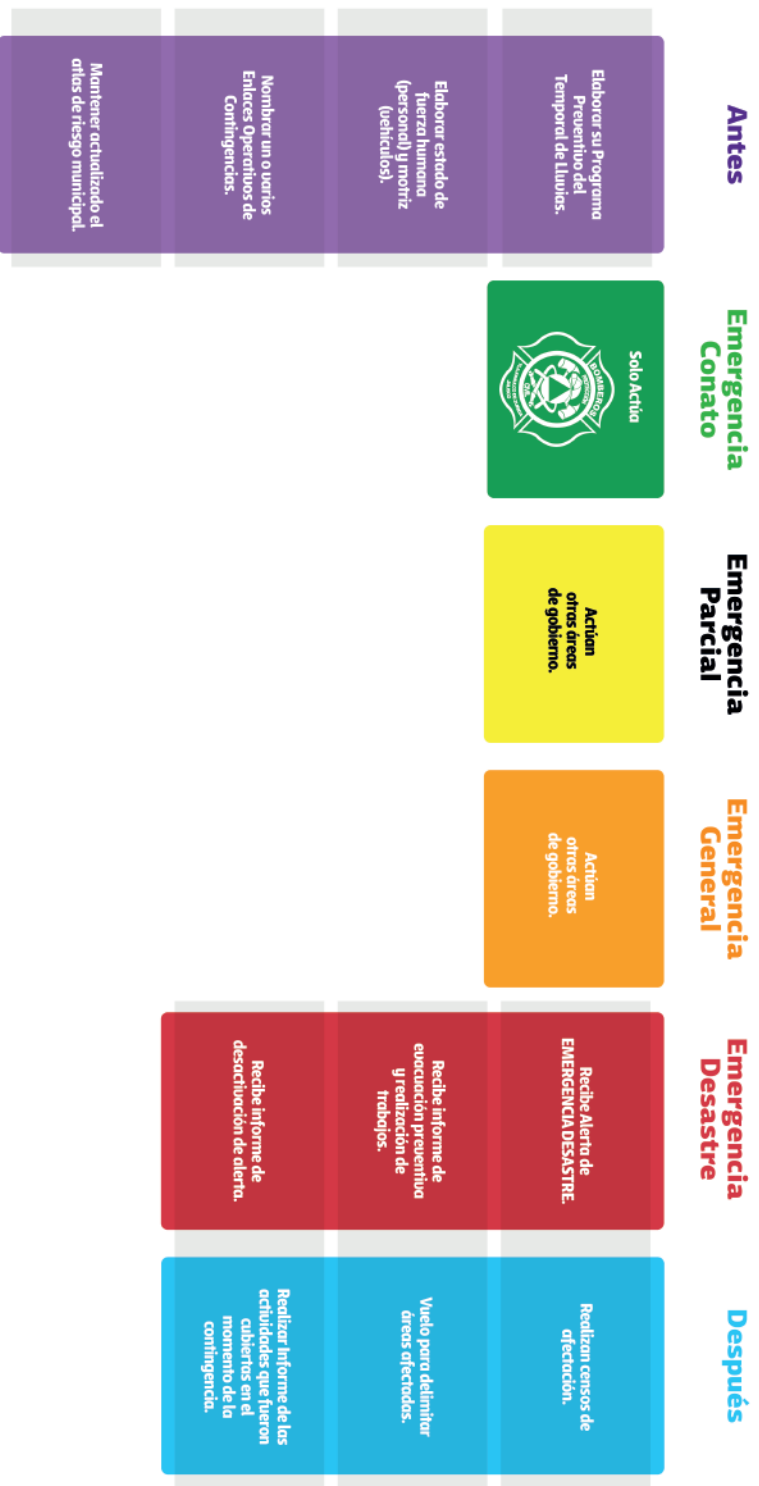 Antes
Elaborar su Programa
Preventivo del
Temporal de Lluvias.
Elaborar estado de
fuerza humana
(personal) y motriz
(vehículos).
Nombrar un o varios
Enlaces Operativos de
Contingencias.
Mantener actualizado el
atlas de riesgo municipal.
Emergencia
Conato
Solo Actúa
BOMBEROS
PROTECCIÓN
CIVIL
Emergencia
Parcial
Actúan
otras áreas
de gobierno.
Emergencia
General
Actúan
otras áreas
de gobierno.
Emergencia
Desastre
Recibe Alerta de
EMERGENCIA DESASTRE.
Recibe informe de
evacuación preventiva
y realización de
trabajos.
Recibe informe de
desactivación de alerta.
Después
Realizan censos de
afectación.
Vuelo para delimitar
áreas afectadas.
Realizar Informe de las
actividades que fueron
cubiertas en el
momento de la
contingencia.